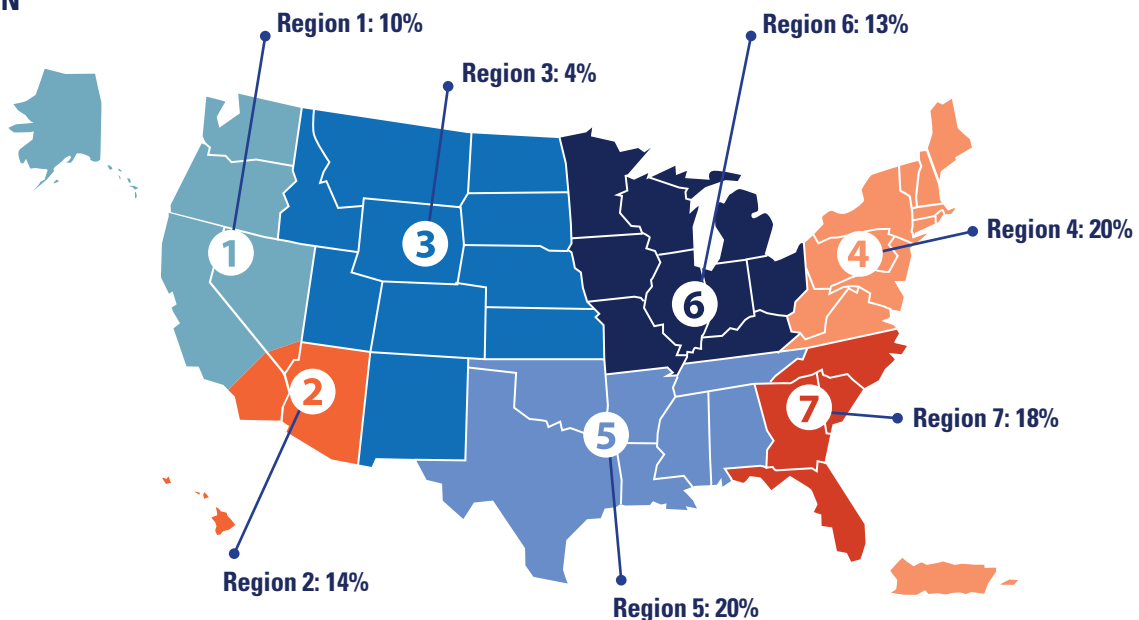 N
Region 1: 10%
Region 6: 13%
Region 3: 4%
Region 4: 20%
1
3
4
6
2
7
5
Region 7: 18%
Region 2: 14%
Region 5: 20%